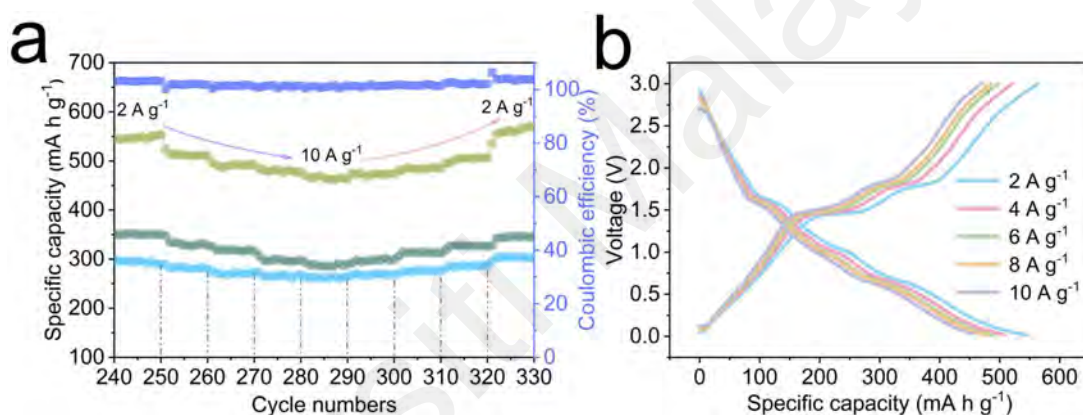 a
700
600
500
400
300
200
100
Specific capacity (mA h g⁻¹)
2 A g⁻¹
10 A g⁻¹
2 A g⁻¹
100
80
60
40
20
0
Coulombic efficiency (%)
240 250 260 270 280 290 300 310 320 330
Cycle numbers
b
3.0
2.5
2.0
1.5
1.0
0.5
0.0
Voltage (V)
2 A g⁻¹
4 A g⁻¹
6 A g⁻¹
8 A g⁻¹
10 A g⁻¹
0 100 200 300 400 500 600
Specific capacity (mA h g⁻¹)